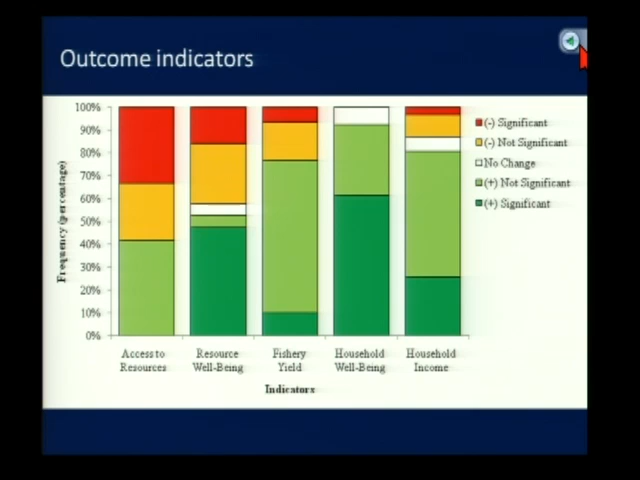 Outcome indicators
100%
90%
80%
70%
60%
50%
40%
30%
20%
10%
0%
Frequency (percentage)
(-) Significant
(-) Not Significant
No Change
(+) Not Significant
(+) Significant
Access to
Resources
Resource
Well-Being
Fishery
Yield
Household
Well-Being
Household
Income
Indicators